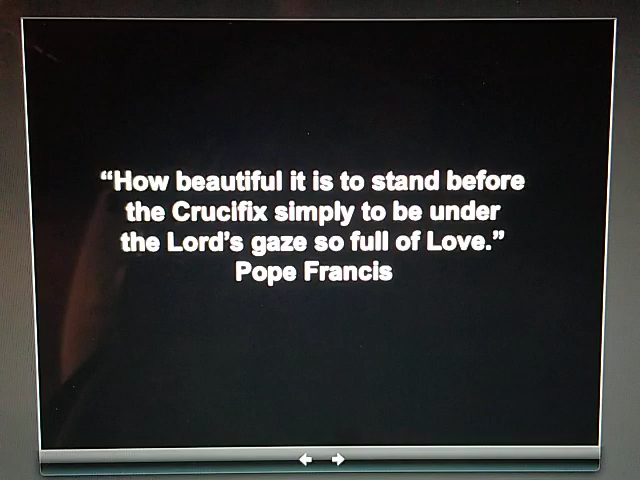 “How beautiful it is to stand before
the Crucifix simply to be under
the Lord’s gaze so full of Love.”
Pope Francis